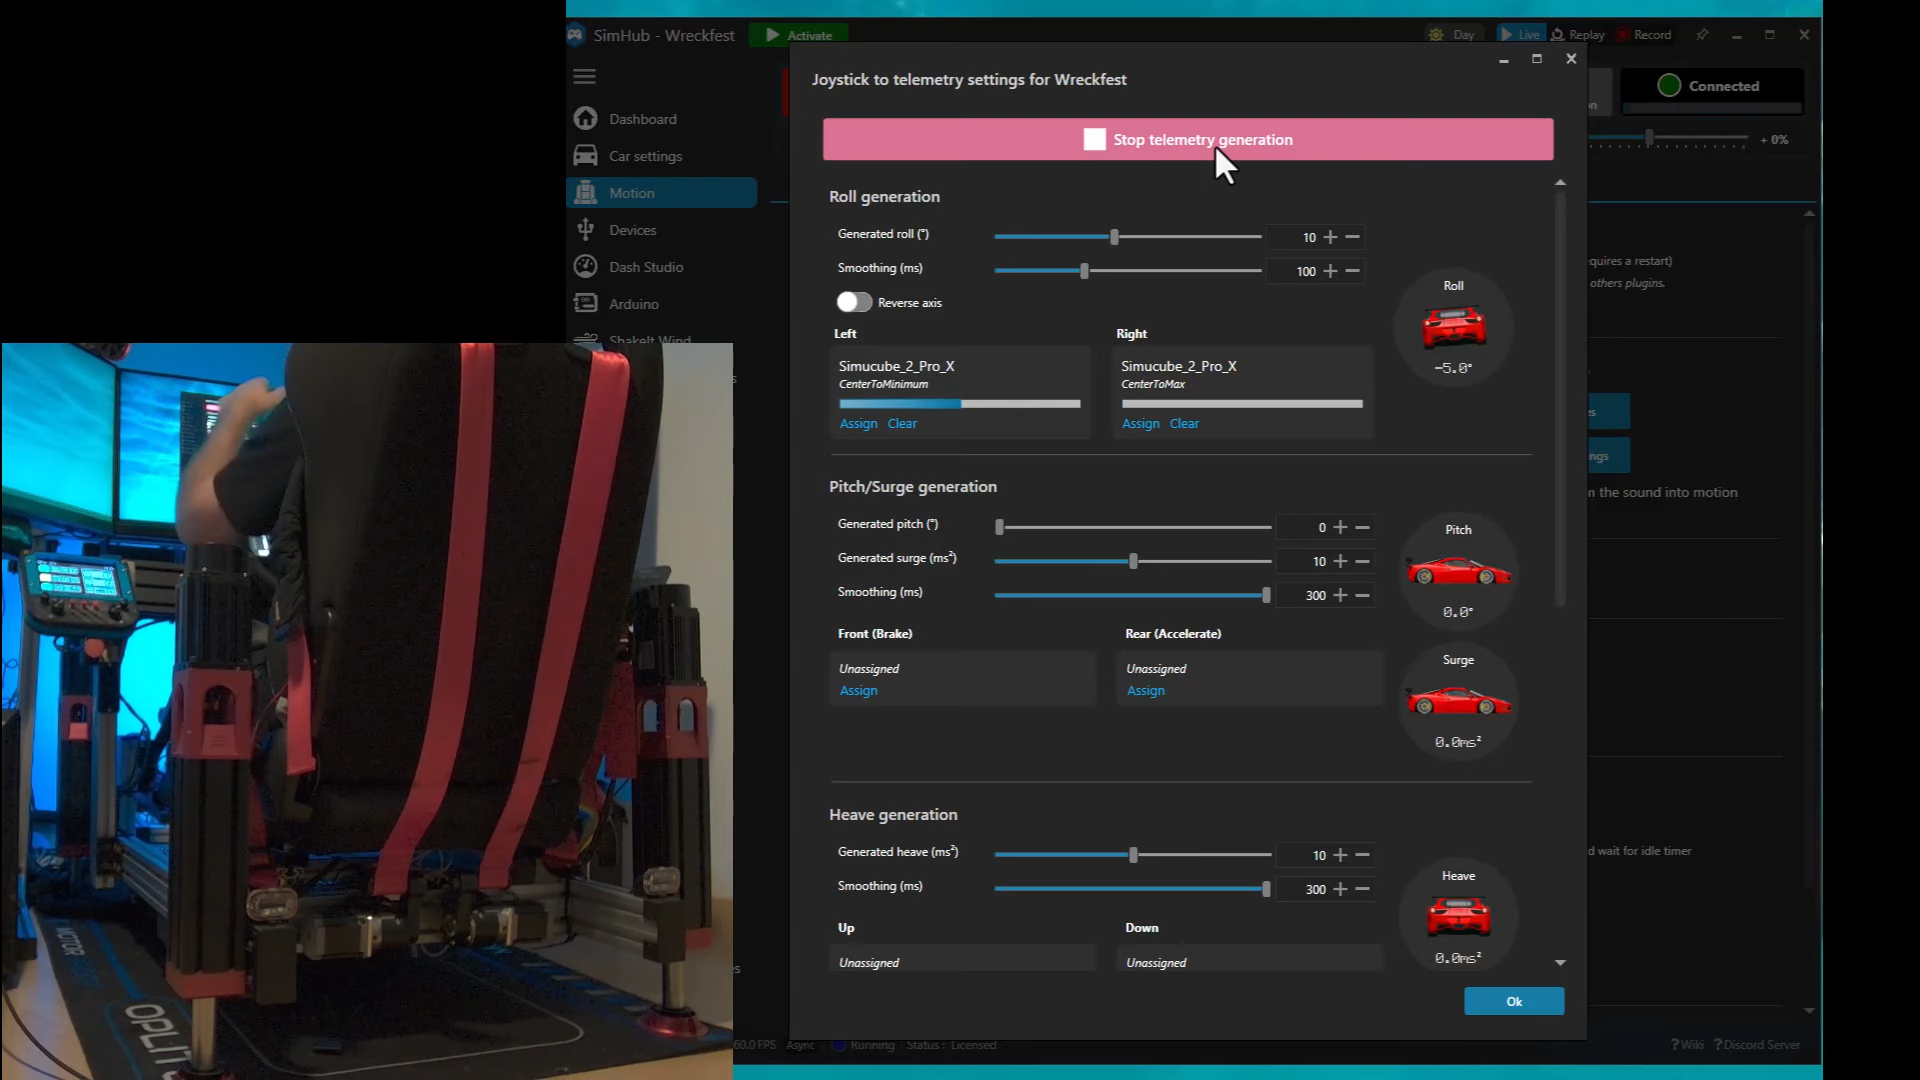 SimHub - Wreckfest
Activate
Day
Live
Replay
Record
Joystick to telemetry settings for Wreckfest
Connected
Dashboard
Stop telemetry generation
+ 0%
Car settings
Motion
Roll generation
Devices
Generated roll (°)
10
Dash Studio
Smoothing (ms)
100
quires a restart)
others plugins.
Arduino
Reverse axis
Roll
ShakeIt Wind
Left
Right
Simucube_2_Pro_X
CenterToMinimum
Simucube_2_Pro_X
CenterToMax
-5.0°
Assign Clear
Assign Clear
Pitch/Surge generation
n the sound into motion
Generated pitch (°)
0
Pitch
Generated surge (ms²)
10
Smoothing (ms)
300
0.0°
Front (Brake)
Rear (Accelerate)
Unassigned
Unassigned
Surge
Assign
Assign
0.0ms²
Heave generation
Generated heave (ms²)
10
d wait for idle timer
Smoothing (ms)
300
Heave
Up
Down
Unassigned
Unassigned
0.0ms²
Ok
60.0 FPS
Async
Running
Status : Licensed
Wiki
Discord Server